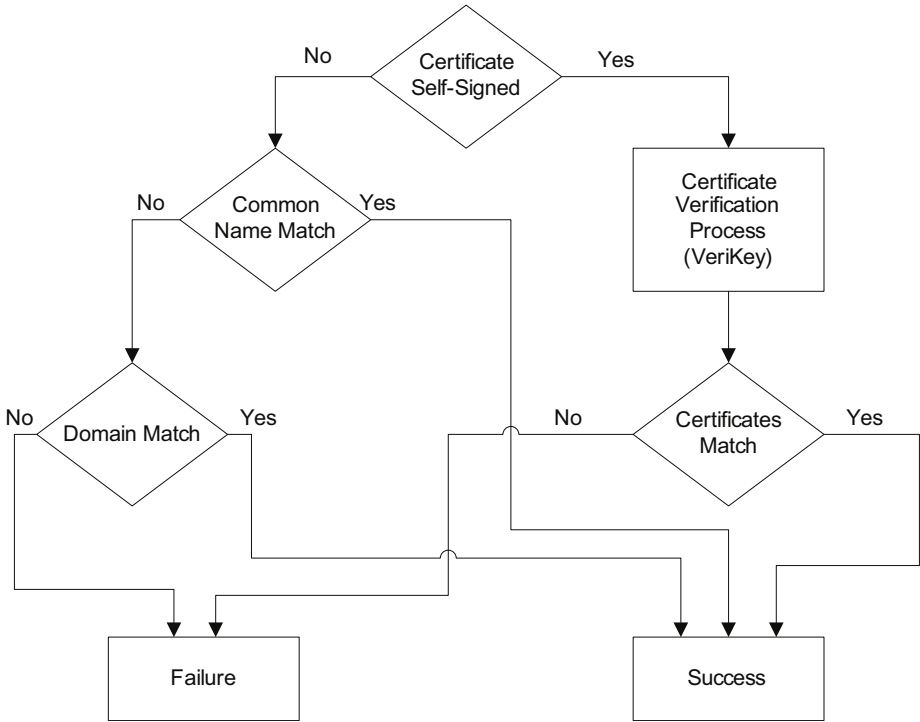 No
Certificate
Self-Signed
Yes
No
Common
Name Match
Yes
Certificate
Verification
Process
(VeriKey)
No
Domain Match
Yes
No
Certificates
Match
Yes
Failure
Success